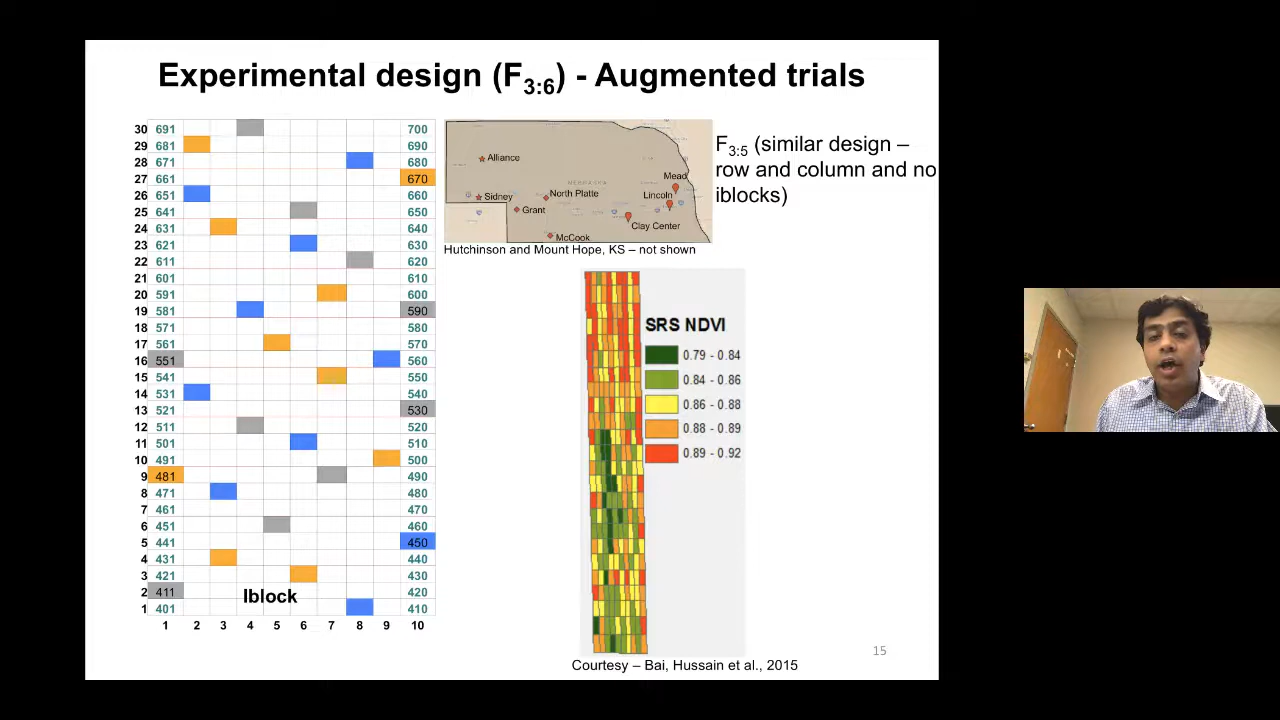 Experimental design (F3:6) - Augmented trials
30 691 700
29 681 690
28 671 680
27 661 670
26 651 660
25 641 650
24 631 640
23 621 630
22 611 620
21 601 610
20 591 600
19 581 590
18 571 580
17 561 570
16 551 560
15 541 550
14 531 540
13 521 530
12 511 520
11 501 510
10 491 500
9 481 490
8 471 480
7 461 470
6 451 460
5 441 450
4 431 440
3 421 430
2 411 420
Iblock
1 401 410
1 2 3 4 5 6 7 8 9 10
Alliance
NEBRASKA
Mead
Sidney
North Platte
Lincoln
Grant
Clay Center
McCook
Hutchinson and Mount Hope, KS – not shown
F3:5 (similar design –
row and column and no
iblocks)
SRS NDVI
0.79 - 0.84
0.84 - 0.86
0.86 - 0.88
0.88 - 0.89
0.89 - 0.92
Courtesy – Bai, Hussain et al., 2015
15